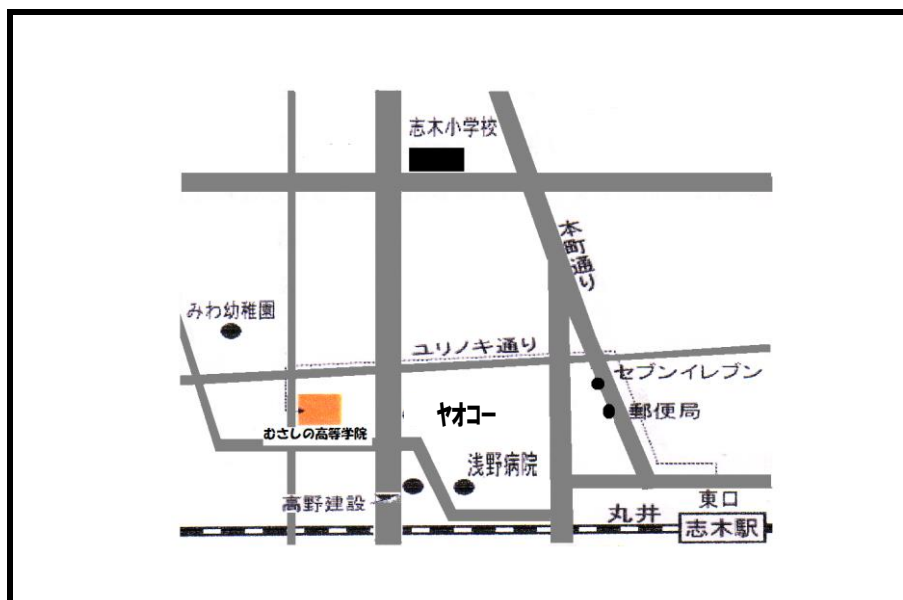 志木小学校
本町通り
みわ幼稚園
ユリノキ通り
セブンイレブン
ヤオコー
郵便局
むさしの高等学院
浅野病院
高野建設
丸井
東口
志木駅